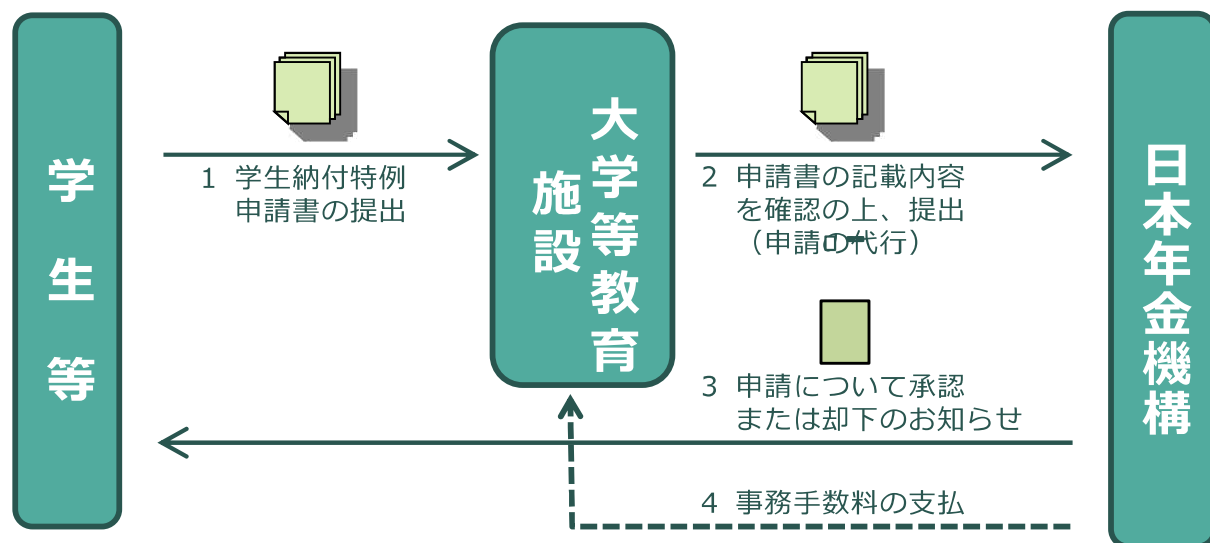 学生等
1 学生納付特例
申請書の提出
大学等教育
施設
2 申請書の記載内容
を確認の上、提出
（申請の代行）
日本年金機構
3 申請について承認
または却下のお知らせ
4 事務手数料の支払